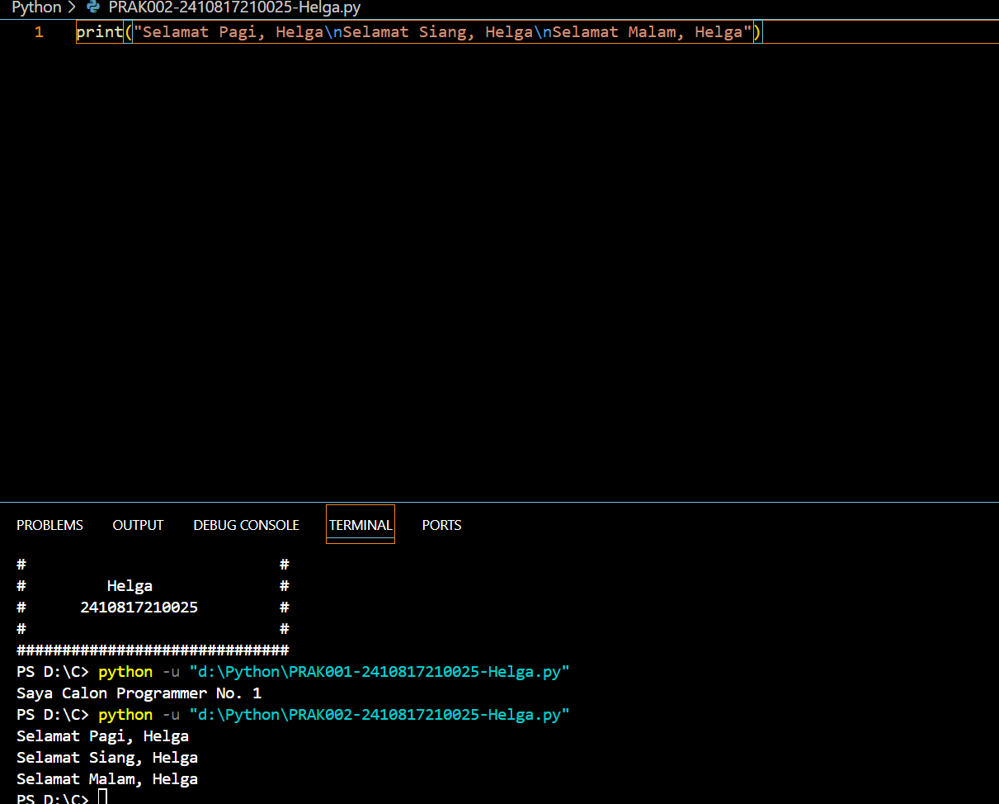 Python > PRAK002-2410817210025-Helga.py
1 print("Selamat Pagi, Helga\nSelamat Siang, Helga\nSelamat Malam, Helga")
PROBLEMS OUTPUT DEBUG CONSOLE TERMINAL PORTS
#                             #
#         Helga              #
#      2410817210025         #
#                             #
##############################
PS D:\C> python -u "d:\Python\PRAK001-2410817210025-Helga.py"
Saya Calon Programmer No. 1
PS D:\C> python -u "d:\Python\PRAK002-2410817210025-Helga.py"
Selamat Pagi, Helga
Selamat Siang, Helga
Selamat Malam, Helga
PS D:\C>